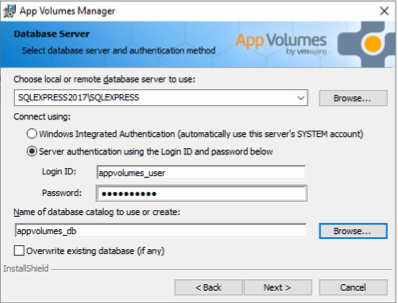 App Volumes Manager
Database Server
Select database server and authentication method
App Volumes
by vmware
Choose local or remote database server to use:
SQLEXPRESS2017\SQLEXPRESS
Browse...
Connect using:
Windows Integrated Authentication (automatically use this server's SYSTEM account)
Server authentication using the Login ID and password below
Login ID: appvolumes_user
Password: ••••••••••
Name of database catalog to use or create:
appvolumes_db
Browse...
Overwrite existing database (if any)
InstallShield
< Back
Next >
Cancel